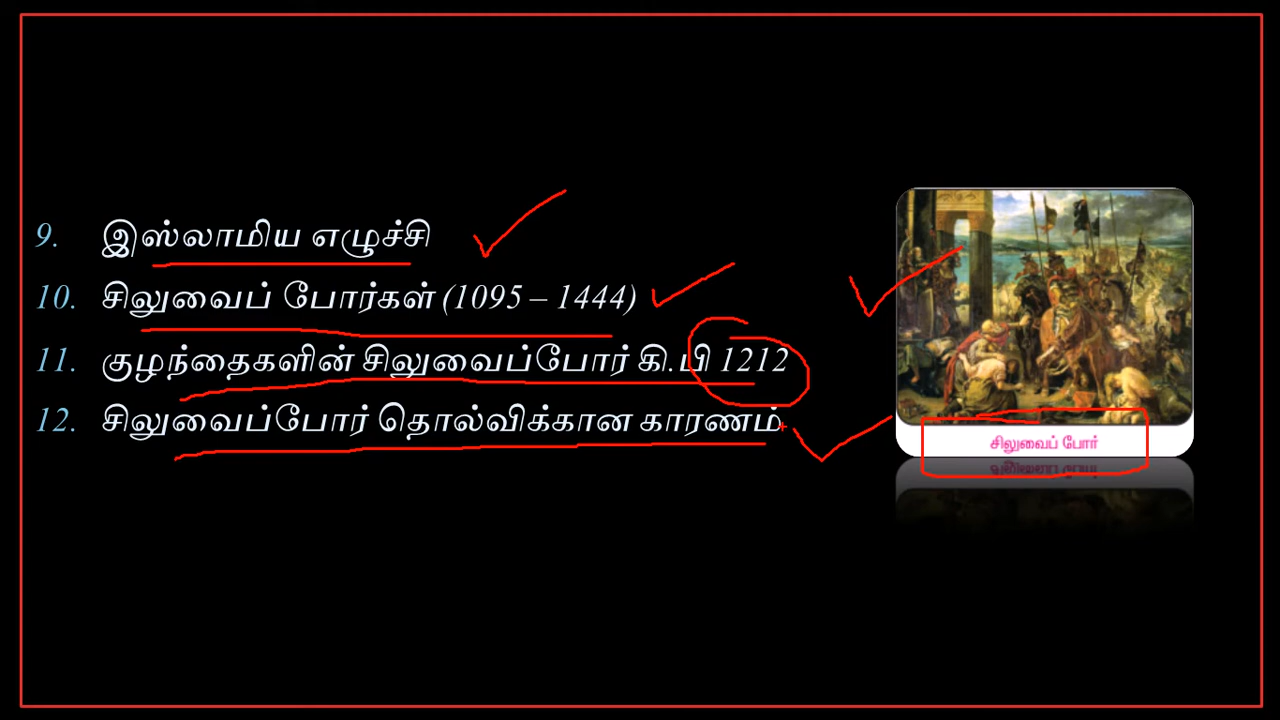 9. இஸ்லாமிய எழுச்சி
10. சிலுவைப் போர்கள் (1095 – 1444)
11. குழந்தைகளின் சிலுவைப்போர் கி.பி 1212
12. சிலுவைப்போர் தொல்விக்கான காரணம்
சிலுவைப் போர்